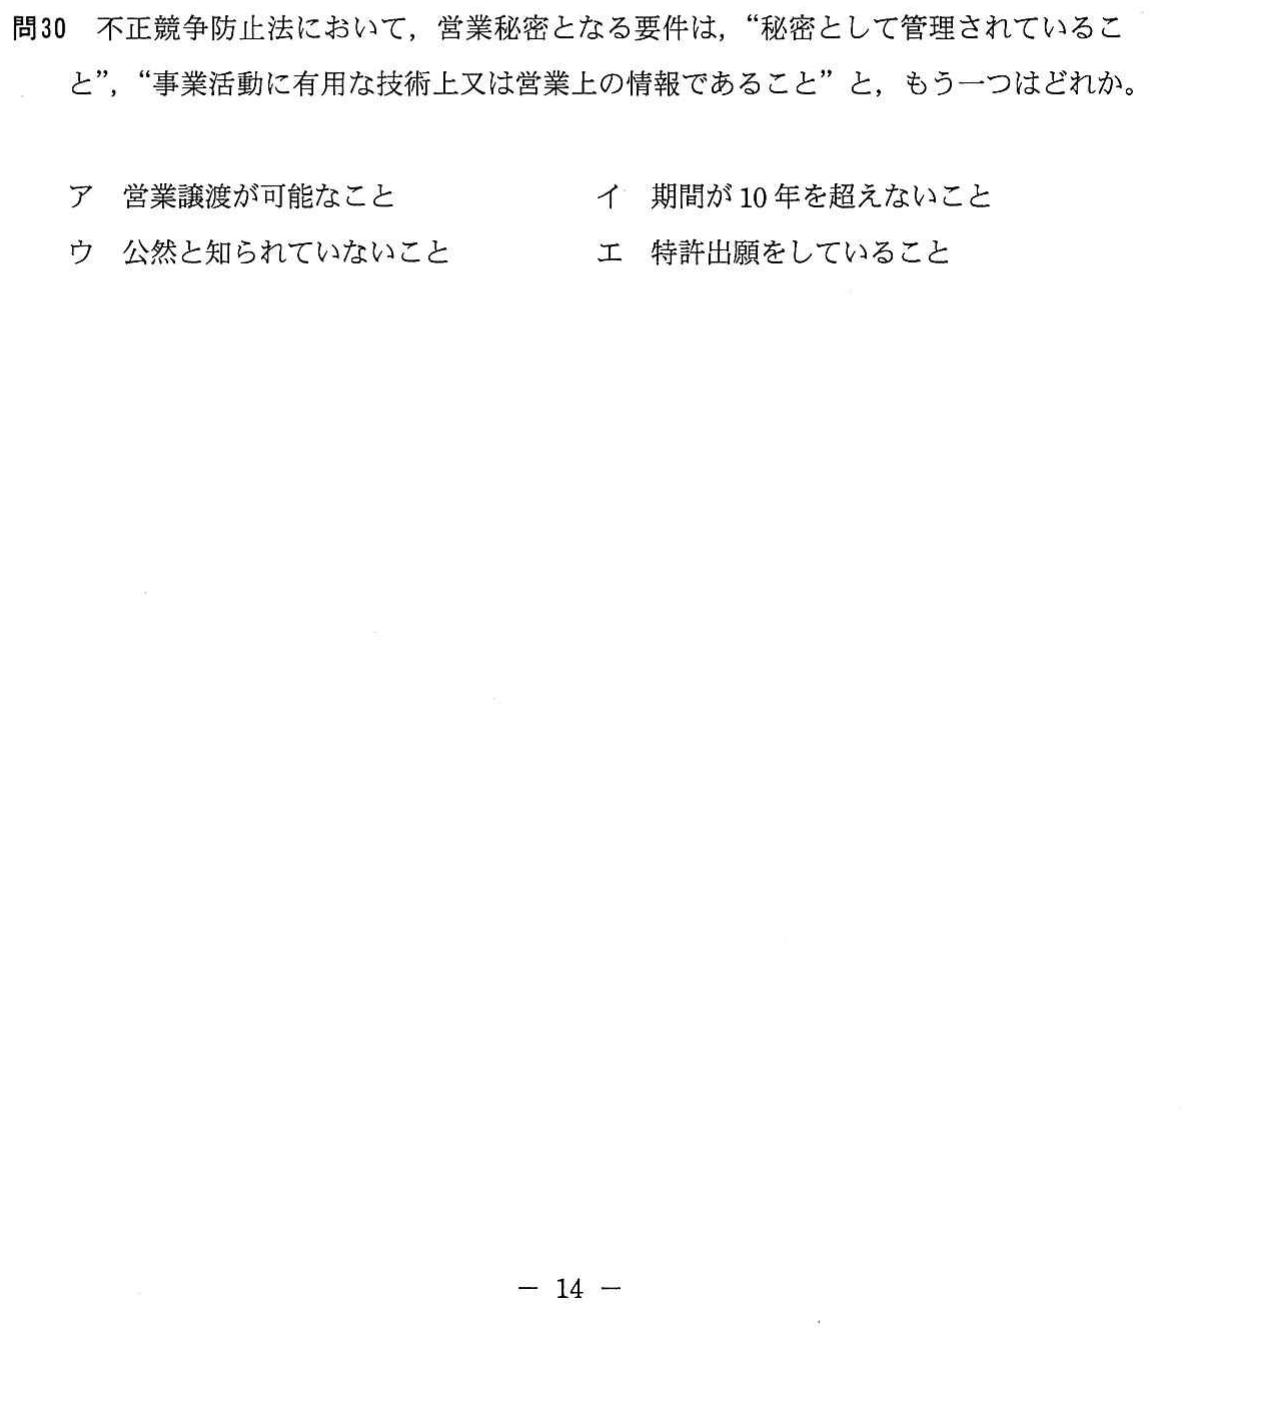 問30 不正競争防止法において，営業秘密となる要件は，“秘密として管理されているこ
と”，“事業活動に有用な技術上又は営業上の情報であること”と，もう一つはどれか。
ア 営業譲渡が可能なこと イ 期間が10年を超えないこと
ウ 公然と知られていないこと エ 特許出願をしていること
－ 14 －